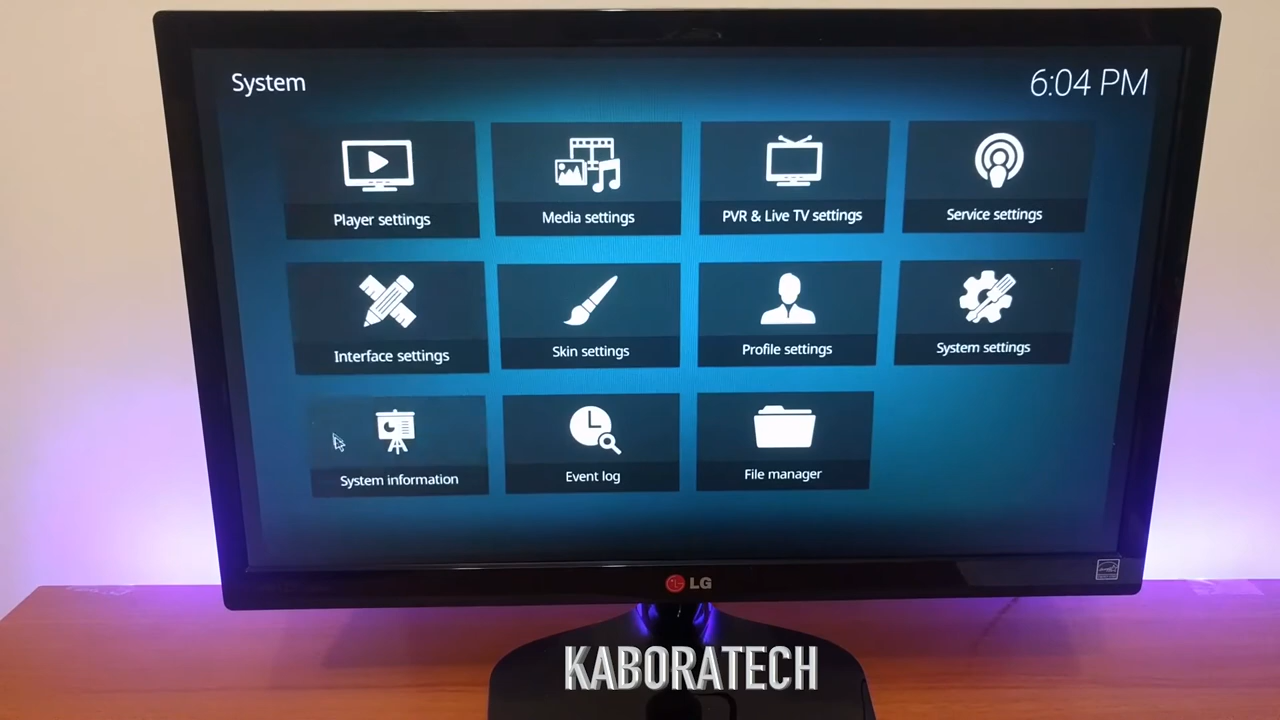 System
6:04 PM
Player settings
Media settings
PVR & Live TV settings
Service settings
Interface settings
Skin settings
Profile settings
System settings
System information
Event log
File manager
LG
KABORATECH